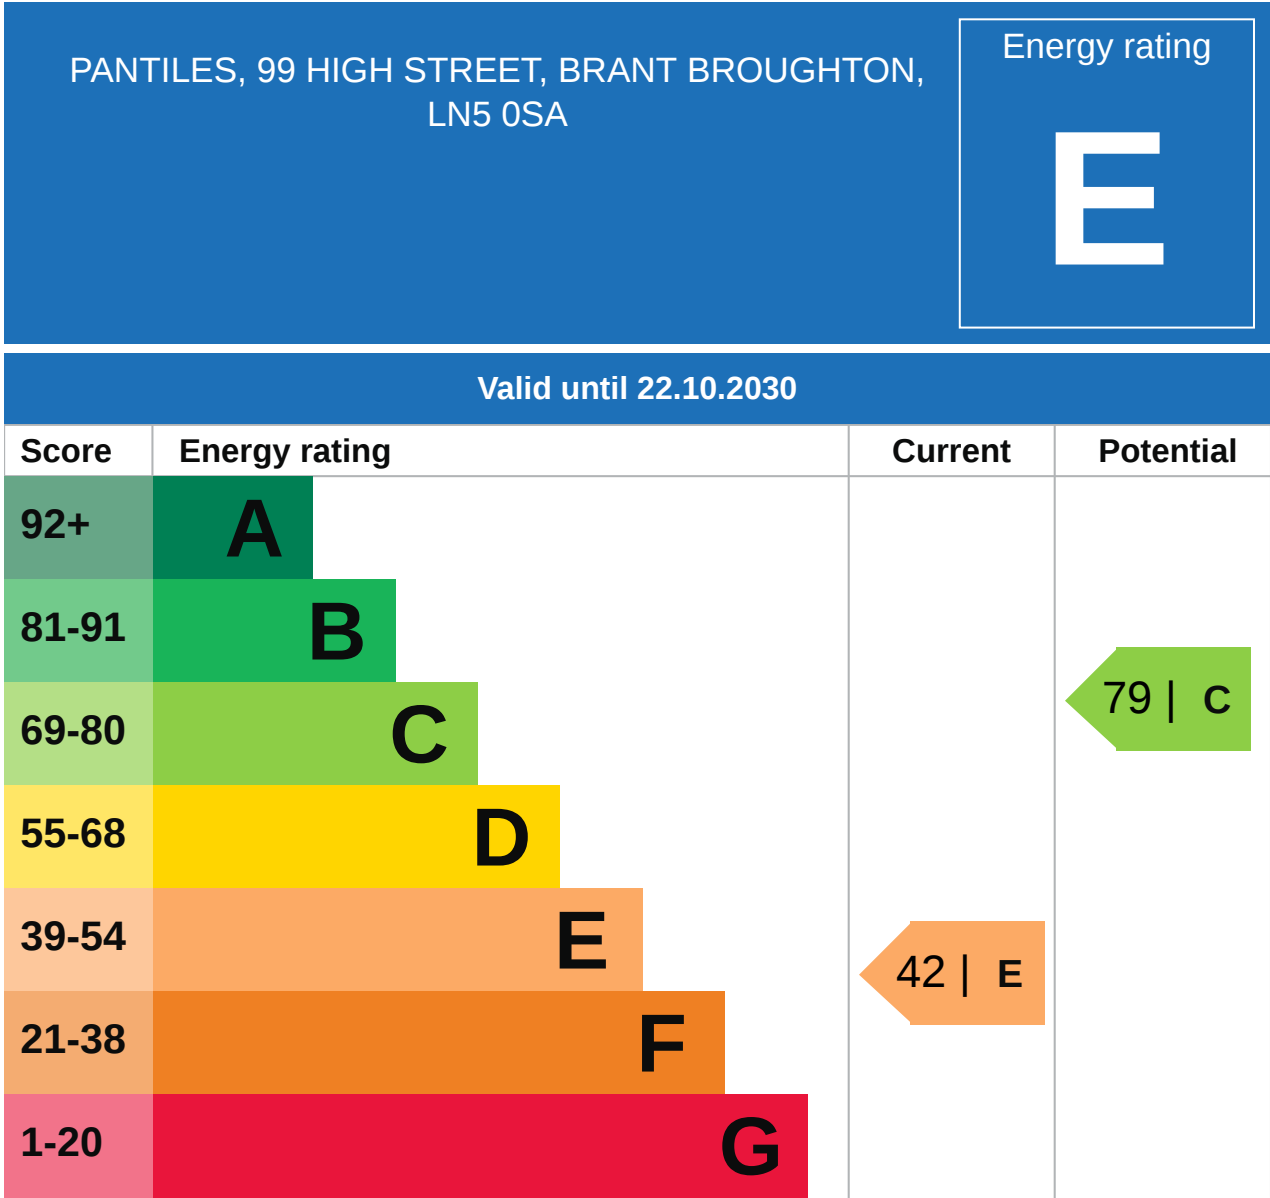 PANTILES, 99 HIGH STREET, BRANT BROUGHTON,
LN5 0SA
Energy rating
E
Valid until 22.10.2030
Score Energy rating Current Potential
92+ A
81-91 B
69-80 C
79 | C
55-68 D
39-54 E
42 | E
21-38 F
1-20 G